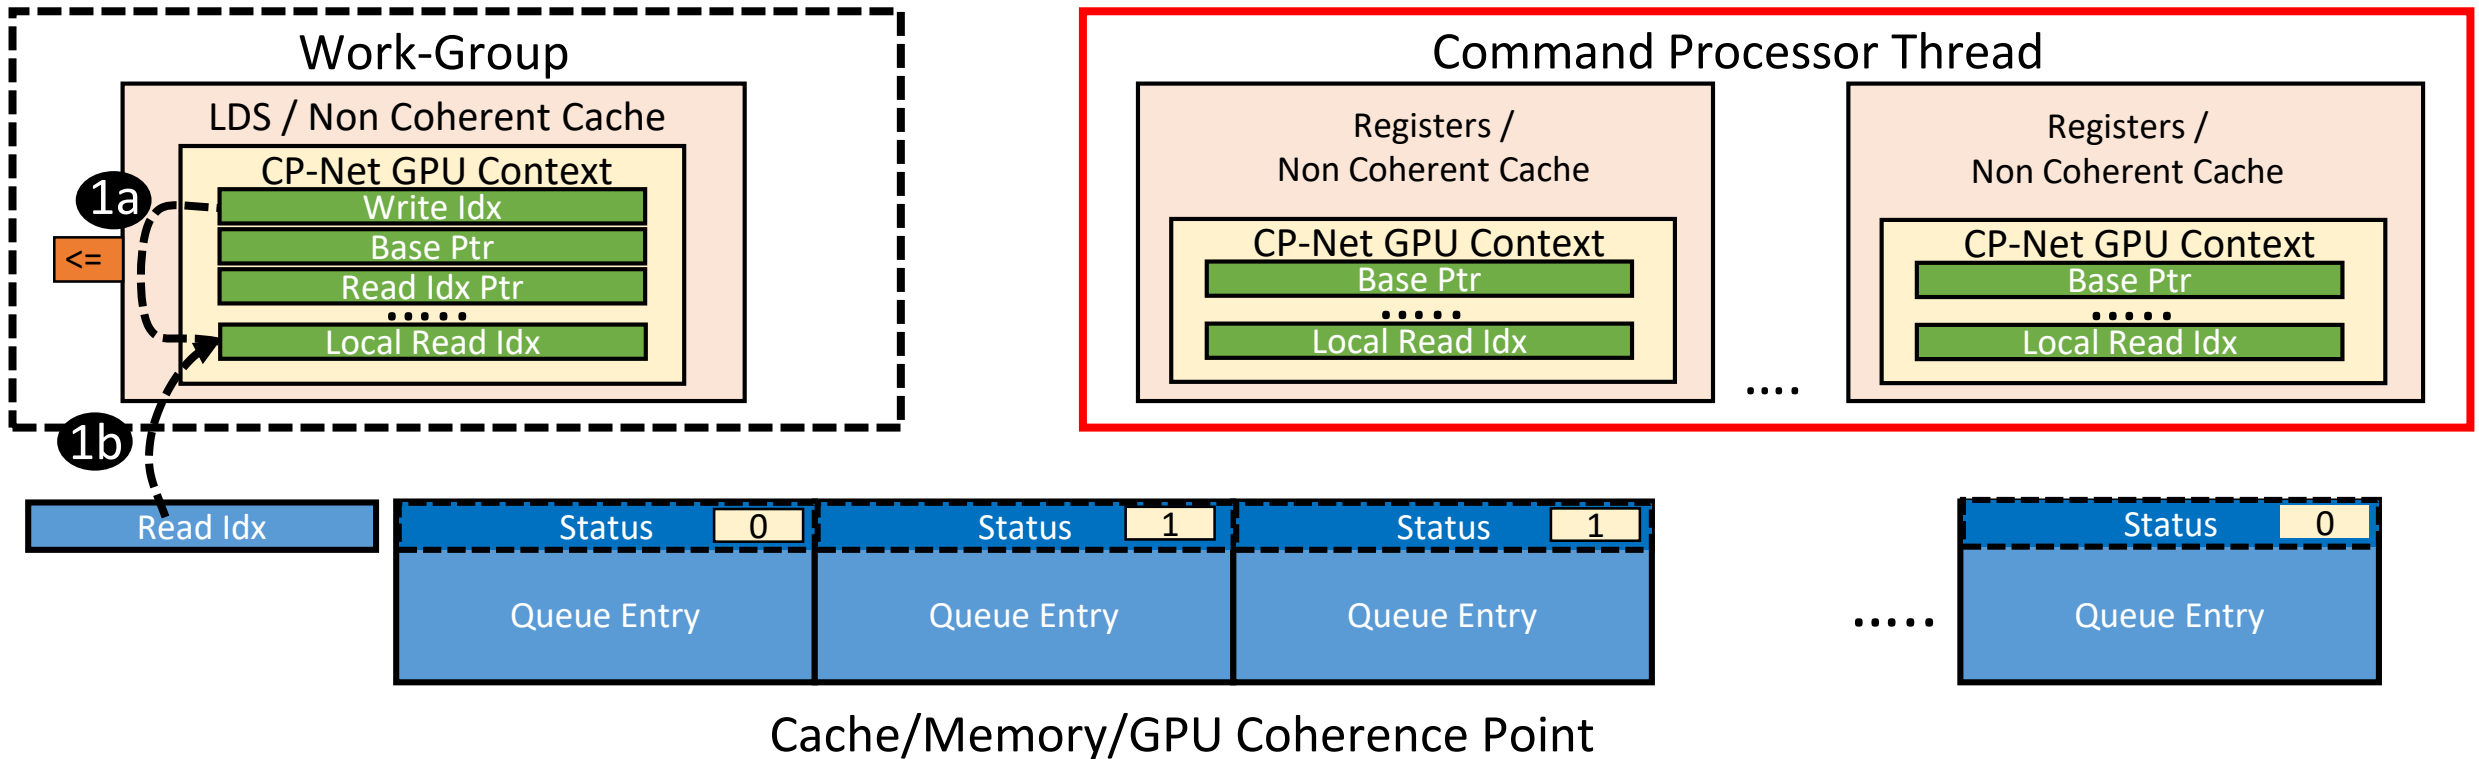 Work-Group
LDS / Non Coherent Cache
CP-Net GPU Context
Write Idx
Base Ptr
Read Idx Ptr
.....
Local Read Idx
1a
<=
1b
Command Processor Thread
Registers /
Non Coherent Cache
CP-Net GPU Context
Base Ptr
.....
Local Read Idx
....
Registers /
Non Coherent Cache
CP-Net GPU Context
Base Ptr
.....
Local Read Idx
Read Idx
Status 0
Queue Entry
Status 1
Queue Entry
Status 1
Queue Entry
.....
Status 0
Queue Entry
Cache/Memory/GPU Coherence Point